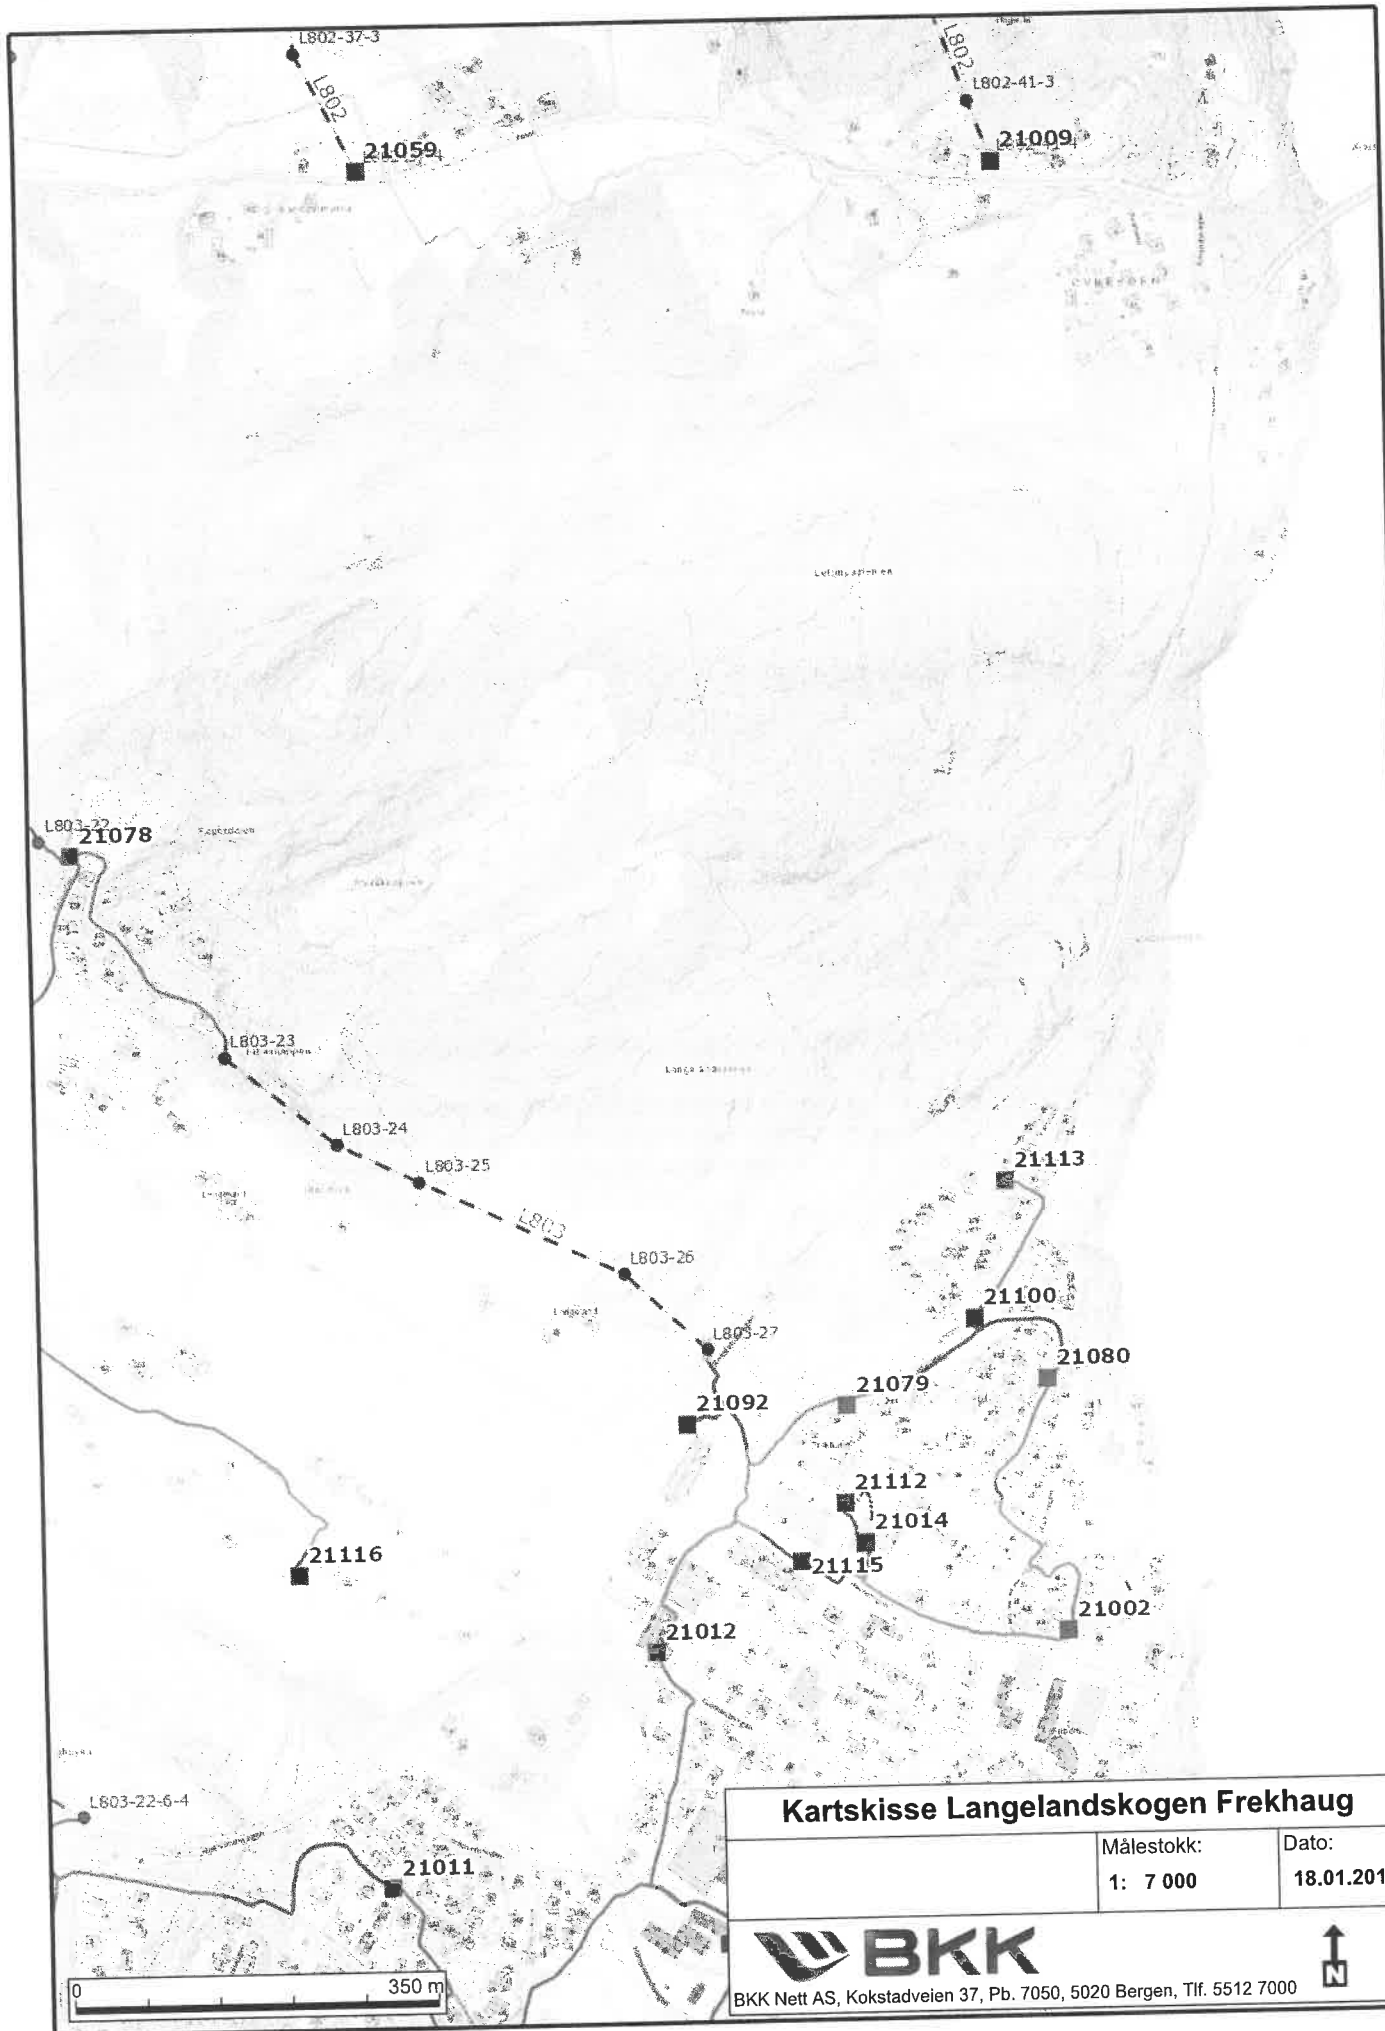 L802-37-3
L802
21059
L802
L802-41-3
21009
L803-22
21078
L803-23
L803-24
L803-25
L803
L803-26
L803-27
21113
21100
21080
21079
21092
21112
21014
21115
21116
21002
21012
L803-22-6-4
21011
0 350 m
Kartskisse Langelandskogen Frekhaug
Målestokk:
1: 7 000
Dato:
18.01.201
BKK
N
BKK Nett AS, Kokstadveien 37, Pb. 7050, 5020 Bergen, Tlf. 5512 7000